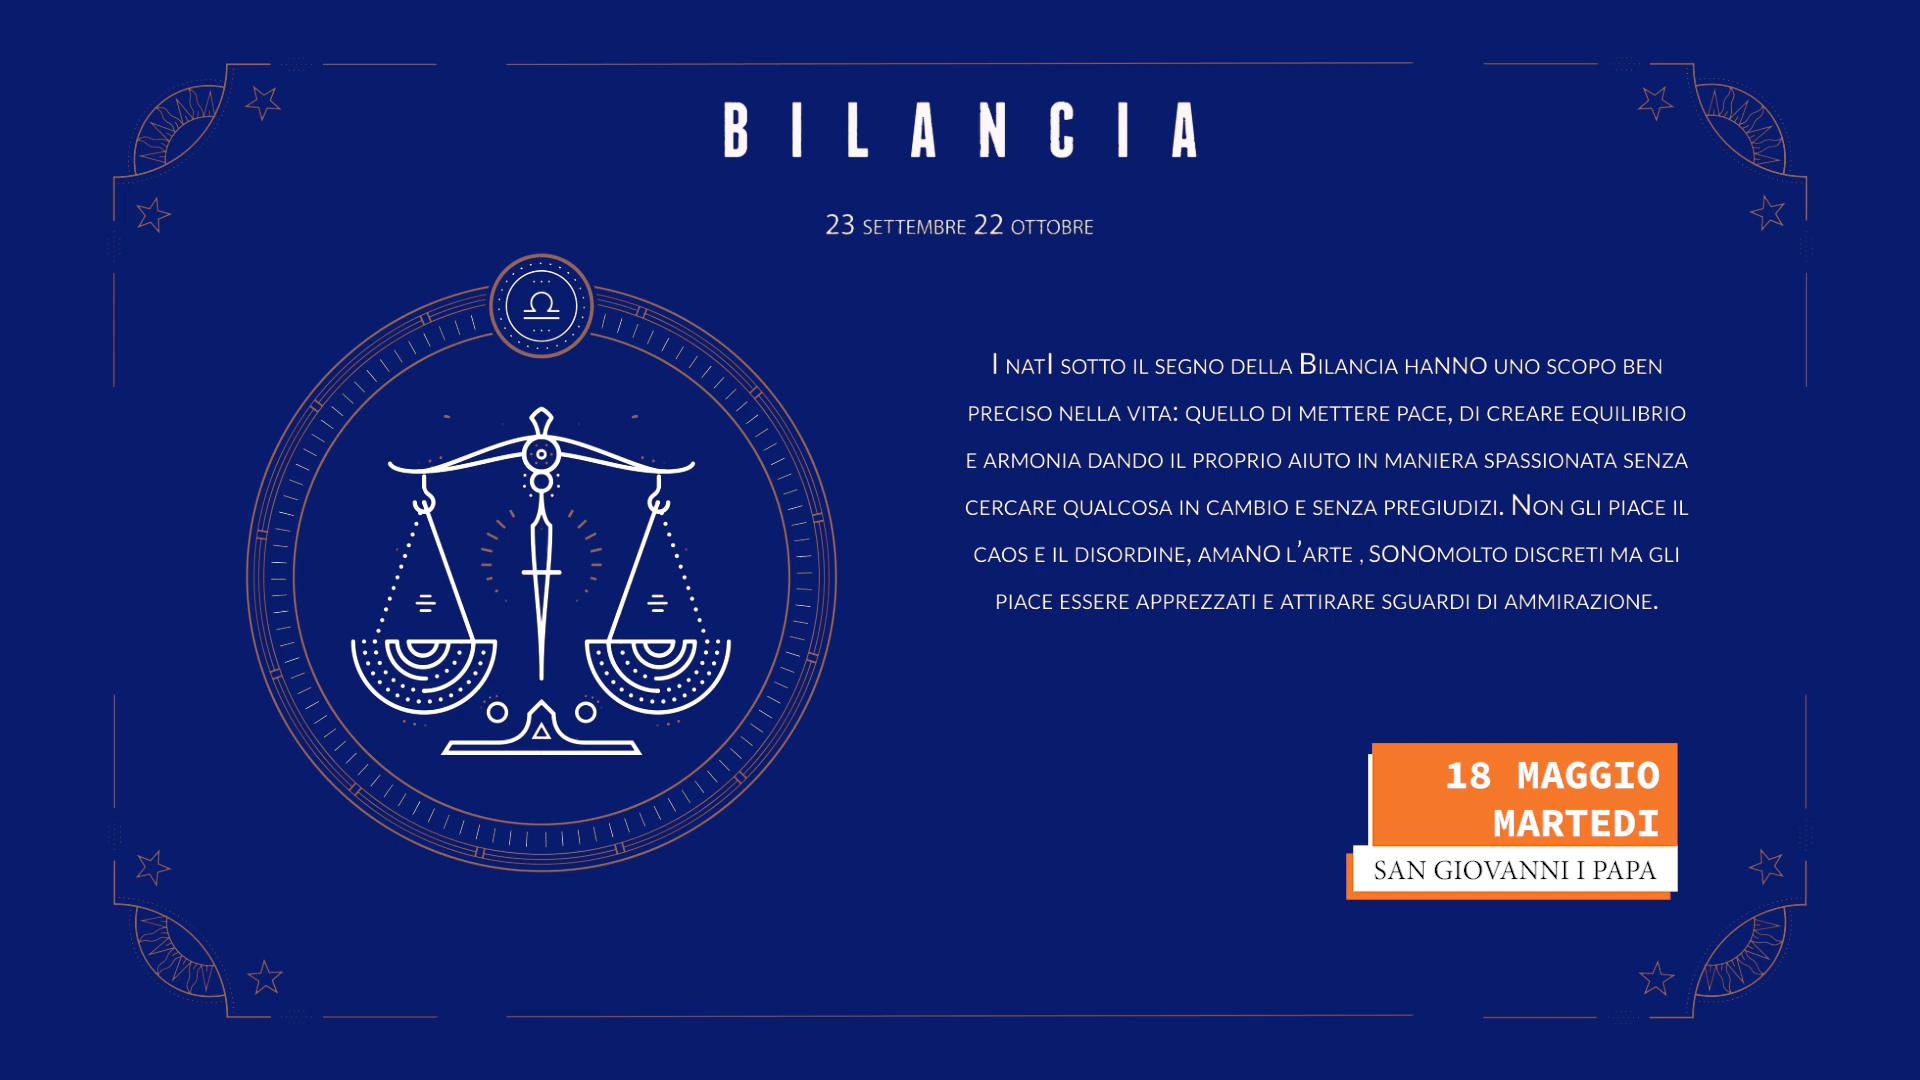 BILANCIA
23 SETTEMBRE 22 OTTOBRE
I NATI SOTTO IL SEGNO DELLA BILANCIA HANNO UNO SCOPO BEN
PRECISO NELLA VITA: QUELLO DI METTERE PACE, DI CREARE EQUILIBRIO
E ARMONIA DANDO IL PROPRIO AIUTO IN MANIERA SPASSIONATA SENZA
CERCARE QUALCOSA IN CAMBIO E SENZA PREGIUDIZI. NON GLI PIACE IL
CAOS E IL DISORDINE, AMANO L'ARTE , SONOMOLTO DISCRETI MA GLI
PIACE ESSERE APPREZZATI E ATTIRARE SGUARDI DI AMMIRAZIONE.
18 MAGGIO
MARTEDI
SAN GIOVANNI I PAPA